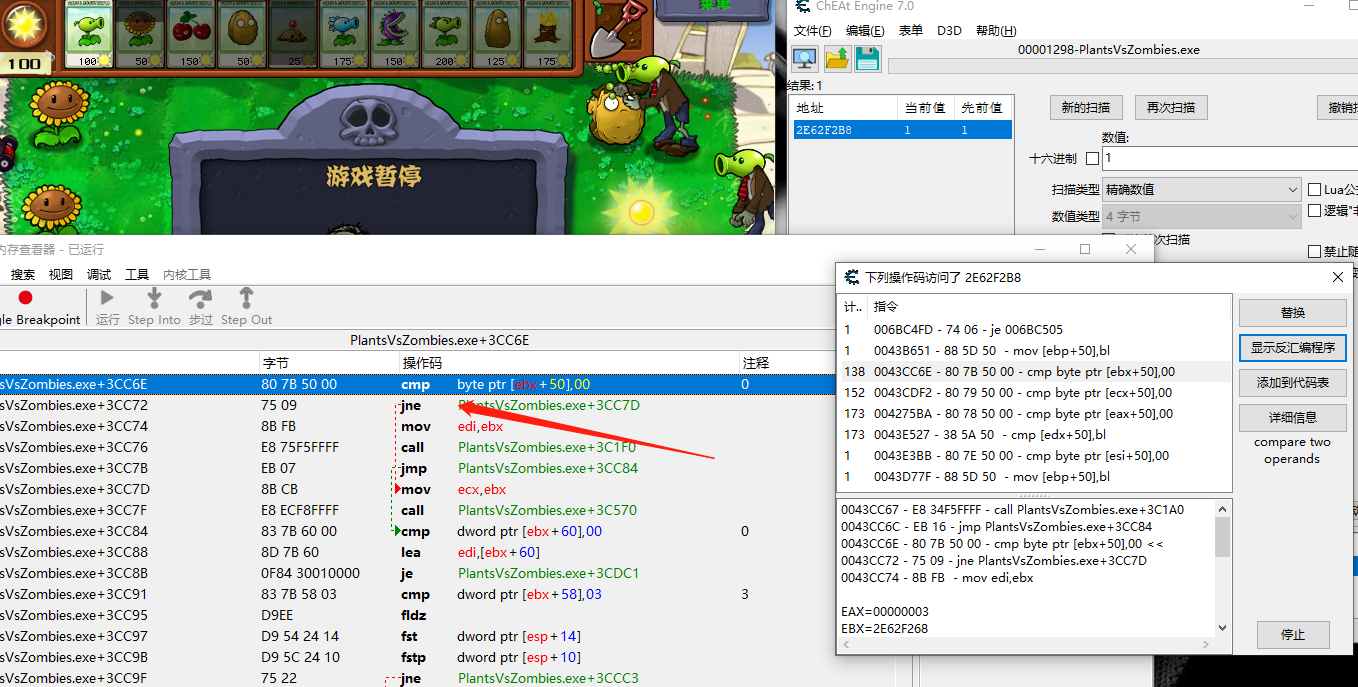 100
100 50 150 50 25 175 150 200 125 175
菜单
游戏暂停
ChEAt Engine 7.0
文件(F) 编辑(E) 表单 D3D 帮助(H)
00001298-PlantsVsZombies.exe
结果: 1
地址 当前值 先前值
2E62F2B8 1 1
新的扫描 再次扫描
数值:
十六进制 1
扫描类型 精确数值
数值类型 4 字节
次扫描
内存查看器 - 已运行
搜索 视图 调试 工具 内核工具
gle Breakpoint 运行 Step Into 步过 Step Out
PlantsVsZombies.exe+3CC6E
字节 操作码 注释
sVsZombies.exe+3CC6E 80 7B 50 00 cmp byte ptr [ebx+50],00 0
sVsZombies.exe+3CC72 75 09 jne PlantsVsZombies.exe+3CC7D
sVsZombies.exe+3CC74 8B FB mov edi,ebx
sVsZombies.exe+3CC76 E8 75F5FFFF call PlantsVsZombies.exe+3C1F0
sVsZombies.exe+3CC7B EB 07 jmp PlantsVsZombies.exe+3CC84
sVsZombies.exe+3CC7D 8B CB mov ecx,ebx
sVsZombies.exe+3CC7F E8 ECF8FFFF call PlantsVsZombies.exe+3C570
sVsZombies.exe+3CC84 83 7B 60 00 cmp dword ptr [ebx+60],00 0
sVsZombies.exe+3CC88 8D 7B 60 lea edi,[ebx+60]
sVsZombies.exe+3CC8B 0F84 30010000 je PlantsVsZombies.exe+3CDC1
sVsZombies.exe+3CC91 83 7B 58 03 cmp dword ptr [ebx+58],03 3
sVsZombies.exe+3CC95 D9EE fldz
sVsZombies.exe+3CC97 D9 54 24 14 fst dword ptr [esp+14]
sVsZombies.exe+3CC9B D9 5C 24 10 fstp dword ptr [esp+10]
sVsZombies.exe+3CC9F 75 22 jne PlantsVsZombies.exe+3CCC3
下列操作码访问了 2E62F2B8
计.. 指令
1 006BC4FD - 74 06 - je 006BC505
1 0043B651 - 88 5D 50 - mov [ebp+50],bl
138 0043CC6E - 80 7B 50 00 - cmp byte ptr [ebx+50],00
152 0043CDF2 - 80 79 50 00 - cmp byte ptr [ecx+50],00
173 004275BA - 80 78 50 00 - cmp byte ptr [eax+50],00
173 0043E527 - 38 5A 50 - cmp [edx+50],bl
1 0043E3BB - 80 7E 50 00 - cmp byte ptr [esi+50],00
1 0043D77F - 88 5D 50 - mov [ebp+50],bl
替换
显示反汇编程序
添加到代码表
详细信息
compare two
operands
停止
0043CC67 - E8 34F5FFFF - call PlantsVsZombies.exe+3C1A0
0043CC6C - EB 16 - jmp PlantsVsZombies.exe+3CC84
0043CC6E - 80 7B 50 00 - cmp byte ptr [ebx+50],00 <<
0043CC72 - 75 09 - jne PlantsVsZombies.exe+3CC7D
0043CC74 - 8B FB - mov edi,ebx
EAX=00000003
EBX=2E62F268